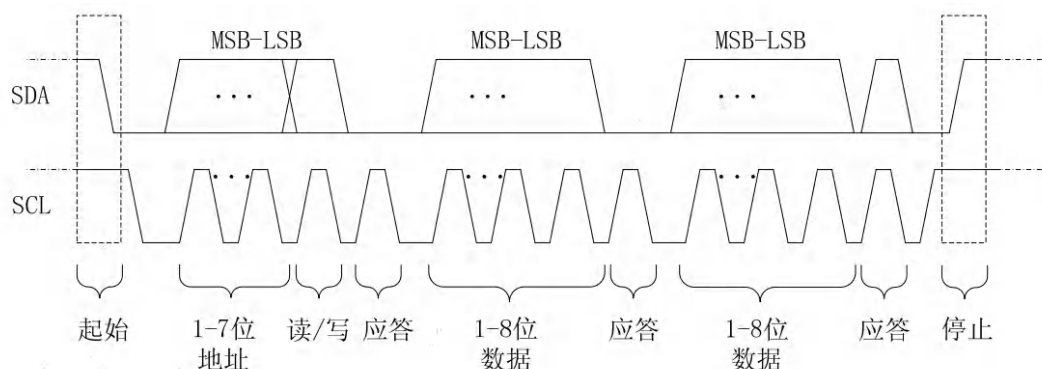 MSB-LSB MSB-LSB MSB-LSB
SDA ... ... ...
SCL ... ... ...
起始 1-7位 读/写 应答 1-8位 应答 1-8位 应答 停止
地址 数据 数据